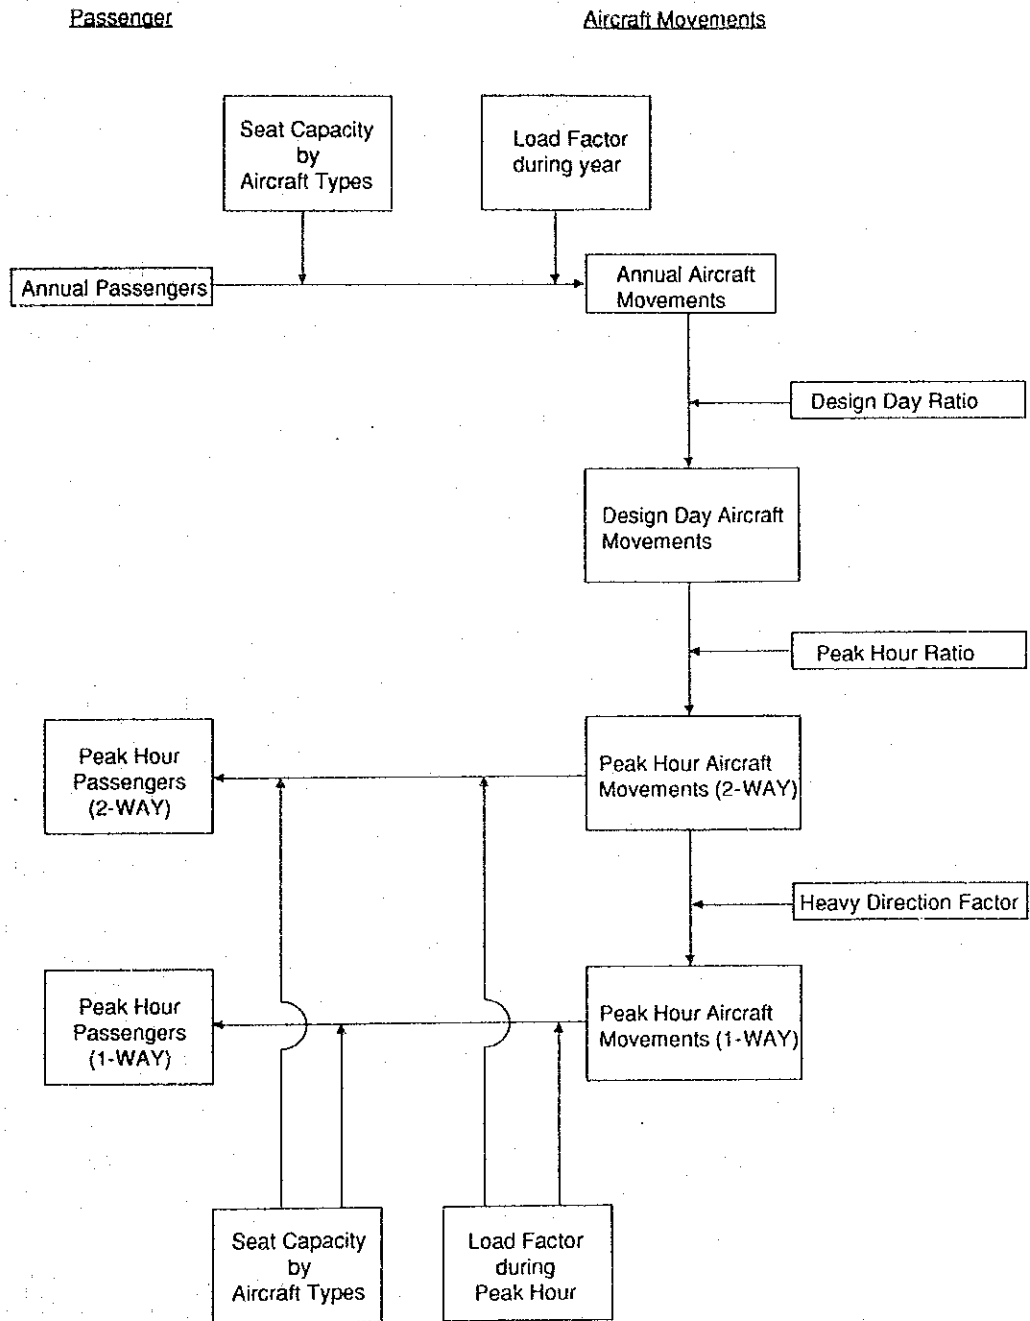 Passenger
Aircraft Movements
Seat Capacity
by
Aircraft Types
Load Factor
during year
Annual Passengers
Annual Aircraft
Movements
Design Day Ratio
Design Day Aircraft
Movements
Peak Hour Ratio
Peak Hour
Passengers
(2-WAY)
Peak Hour Aircraft
Movements (2-WAY)
Heavy Direction Factor
Peak Hour
Passengers
(1-WAY)
Peak Hour Aircraft
Movements (1-WAY)
Seat Capacity
by
Aircraft Types
Load Factor
during
Peak Hour